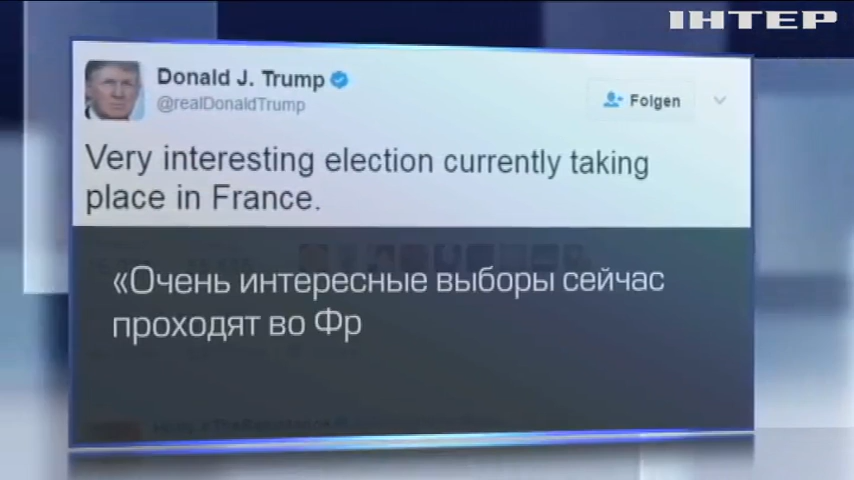 ІНТЕР
Donald J. Trump
@realDonaldTrump
Folgen
Very interesting election currently taking
place in France.
«Очень интересные выборы сейчас
проходят во Фр